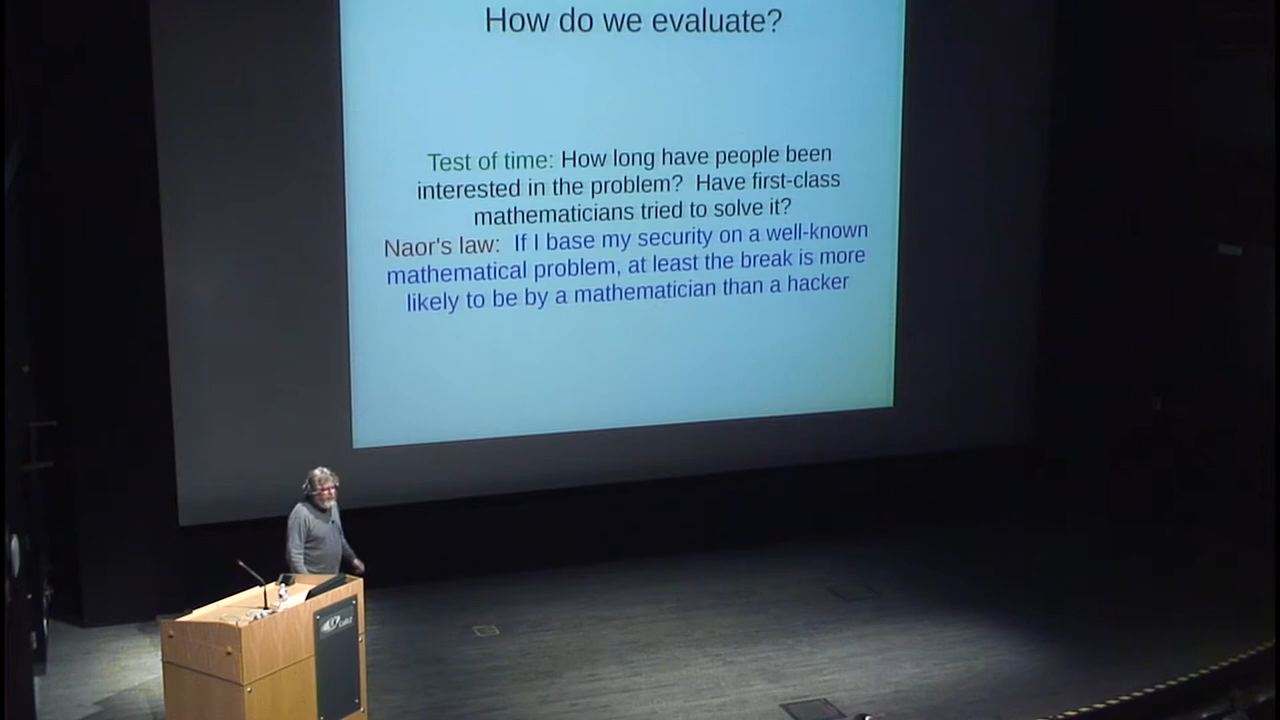 How do we evaluate?
Test of time: How long have people been
interested in the problem? Have first-class
mathematicians tried to solve it?
Naor's law: If I base my security on a well-known
mathematical problem, at least the break is more
likely to be by a mathematician than a hacker